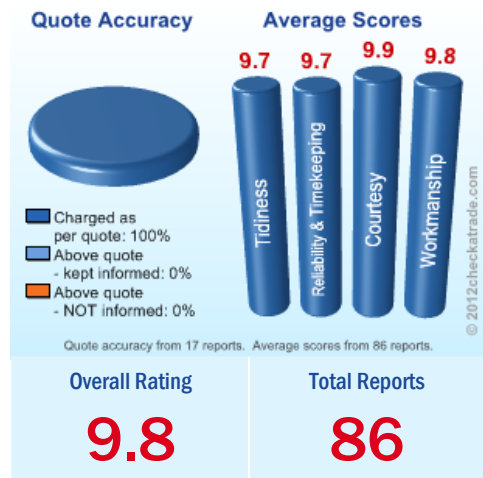 Quote Accuracy
Average Scores
9.7
9.7
9.9
9.8
Tidiness
Reliability & Timekeeping
Courtesy
Workmanship
Charged as
per quote: 100%
Above quote
- kept informed: 0%
Above quote
- NOT informed: 0%
© 2012checkatrade.com
Quote accuracy from 17 reports. Average scores from 86 reports.
Overall Rating
9.8
Total Reports
86